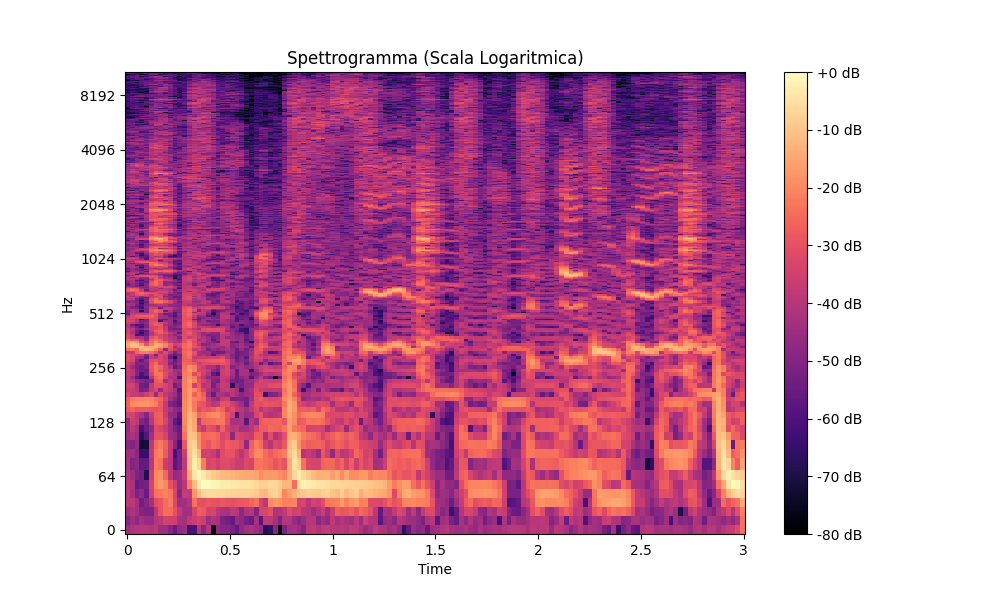 Spettrogramma (Scala Logaritmica)
Hz
8192
4096
2048
1024
512
256
128
64
0
0
0.5
1
1.5
2
2.5
3
Time
+0 dB
-10 dB
-20 dB
-30 dB
-40 dB
-50 dB
-60 dB
-70 dB
-80 dB